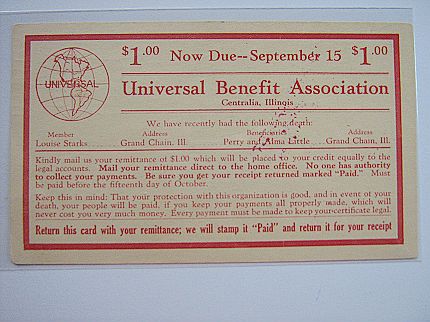 $1.00 Now Due--September 15 $1.00
UNIVERSAL
Universal Benefit Association
Centralia, Illinois
We have recently had the following death:
Member Address Beneficiaries Address
Louise Starks Grand Chain, Ill. Perry and Alma Little Grand Chain, Ill.
Kindly mail us your remittance of $1.00 which will be placed to your credit equally to the
legal accounts. Mail your remittance direct to the home office. No one has authority
to collect your payments. Be sure you get your receipt returned marked "Paid." Must
be paid before the fifteenth day of October.
Keep this in mind: That your protection with this organization is good, and in event of your
death, your people will be paid, if you keep your payments all properly made, which will
never cost you very much money. Every payment must be made to keep your certificate legal.
Return this card with your remittance; we will stamp it "Paid" and return it for your receipt